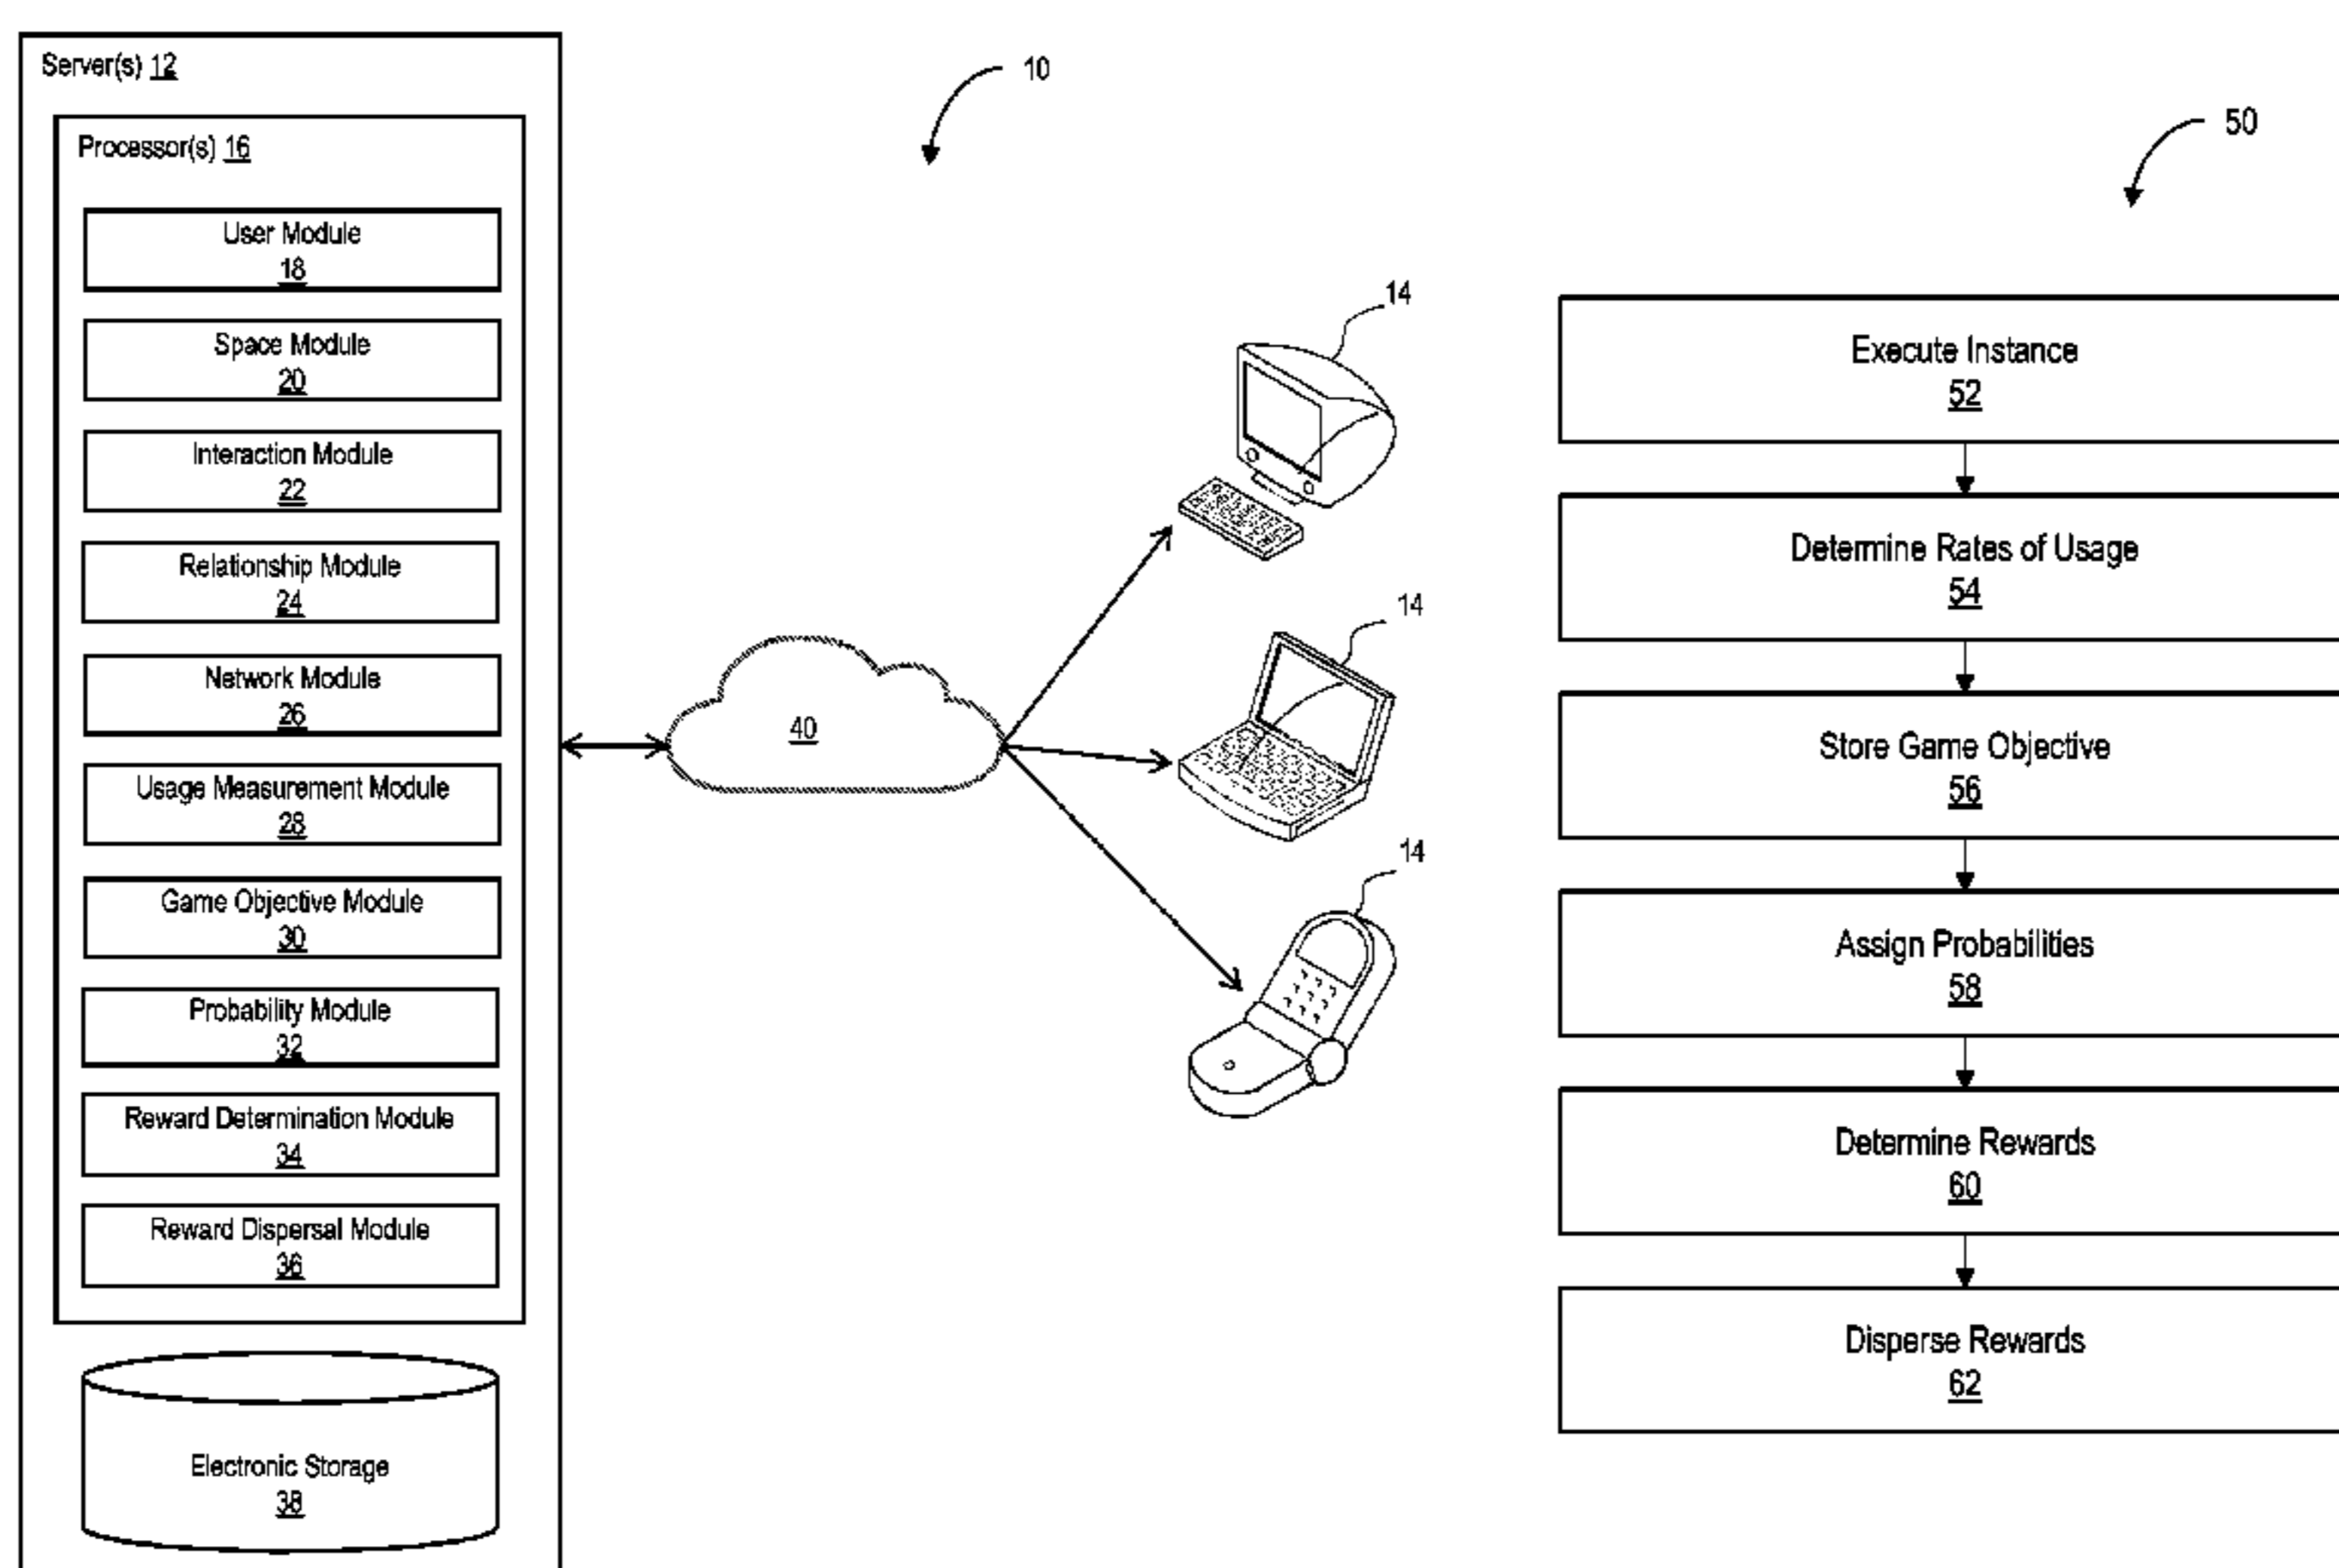 Server(s) 12
Processor(s) 16
User Module
18
Space Module
20
Interaction Module
22
Relationship Module
24
Network Module
26
Usage Measurement Module
28
Game Objective Module
30
Probability Module
32
Reward Determination Module
34
Reward Dispersal Module
36
Electronic Storage
38
10
40
14
14
14
50
Execute Instance
52
Determine Rates of Usage
54
Store Game Objective
56
Assign Probabilities
58
Determine Rewards
60
Disperse Rewards
62